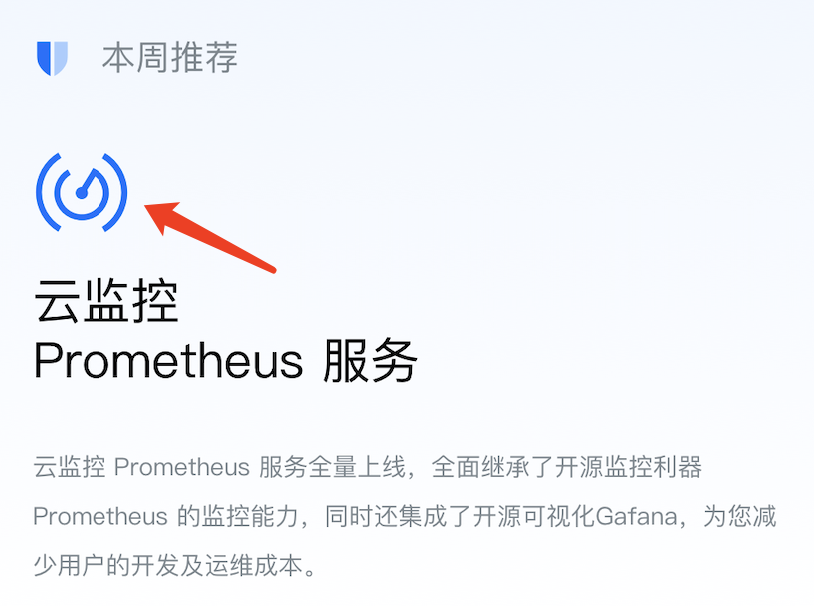 本周推荐
云监控
Prometheus 服务
云监控 Prometheus 服务全量上线，全面继承了开源监控利器
Prometheus 的监控能力，同时还集成了开源可视化Gafana，为您减
少用户的开发及运维成本。